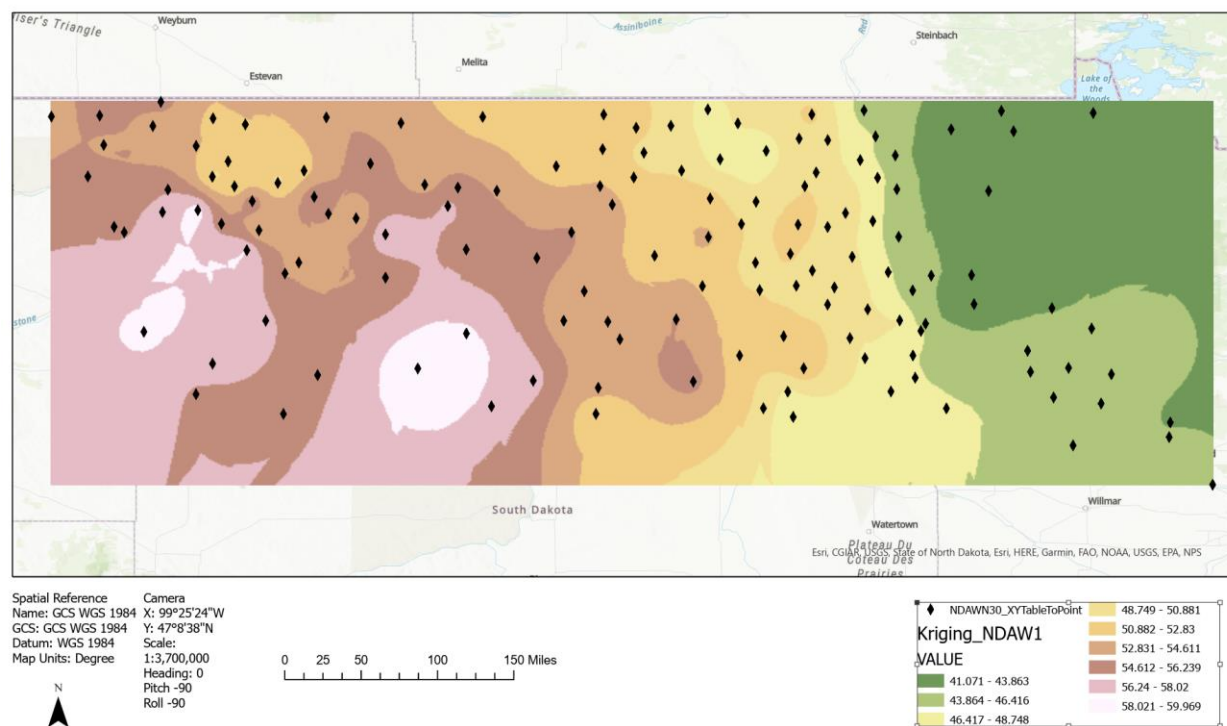 iser's Triangle
Weyburn
Assiniboine
Red
Steinbach
Melita
Estevan
Lake of
the
Woods
stone
South Dakota
Willmar
Watertown
Plateau Du
Coteau Des
Prairies
Esri, CGIAR, USGS, State of North Dakota, Esri, HERE, Garmin, FAO, NOAA, USGS, EPA, NPS
Spatial Reference
Name: GCS WGS 1984
GCS: GCS WGS 1984
Datum: WGS 1984
Map Units: Degree
Camera
X: 99°25'24"W
Y: 47°8'38"N
Scale:
1:3,700,000
Heading: 0
Pitch -90
Roll -90
N
0 25 50 100 150 Miles
NDAWN30_XYTableToPoint
Kriging_NDAW1
VALUE
41.071 - 43.863
43.864 - 46.416
46.417 - 48.748
48.749 - 50.881
50.882 - 52.83
52.831 - 54.611
54.612 - 56.239
56.24 - 58.02
58.021 - 59.969